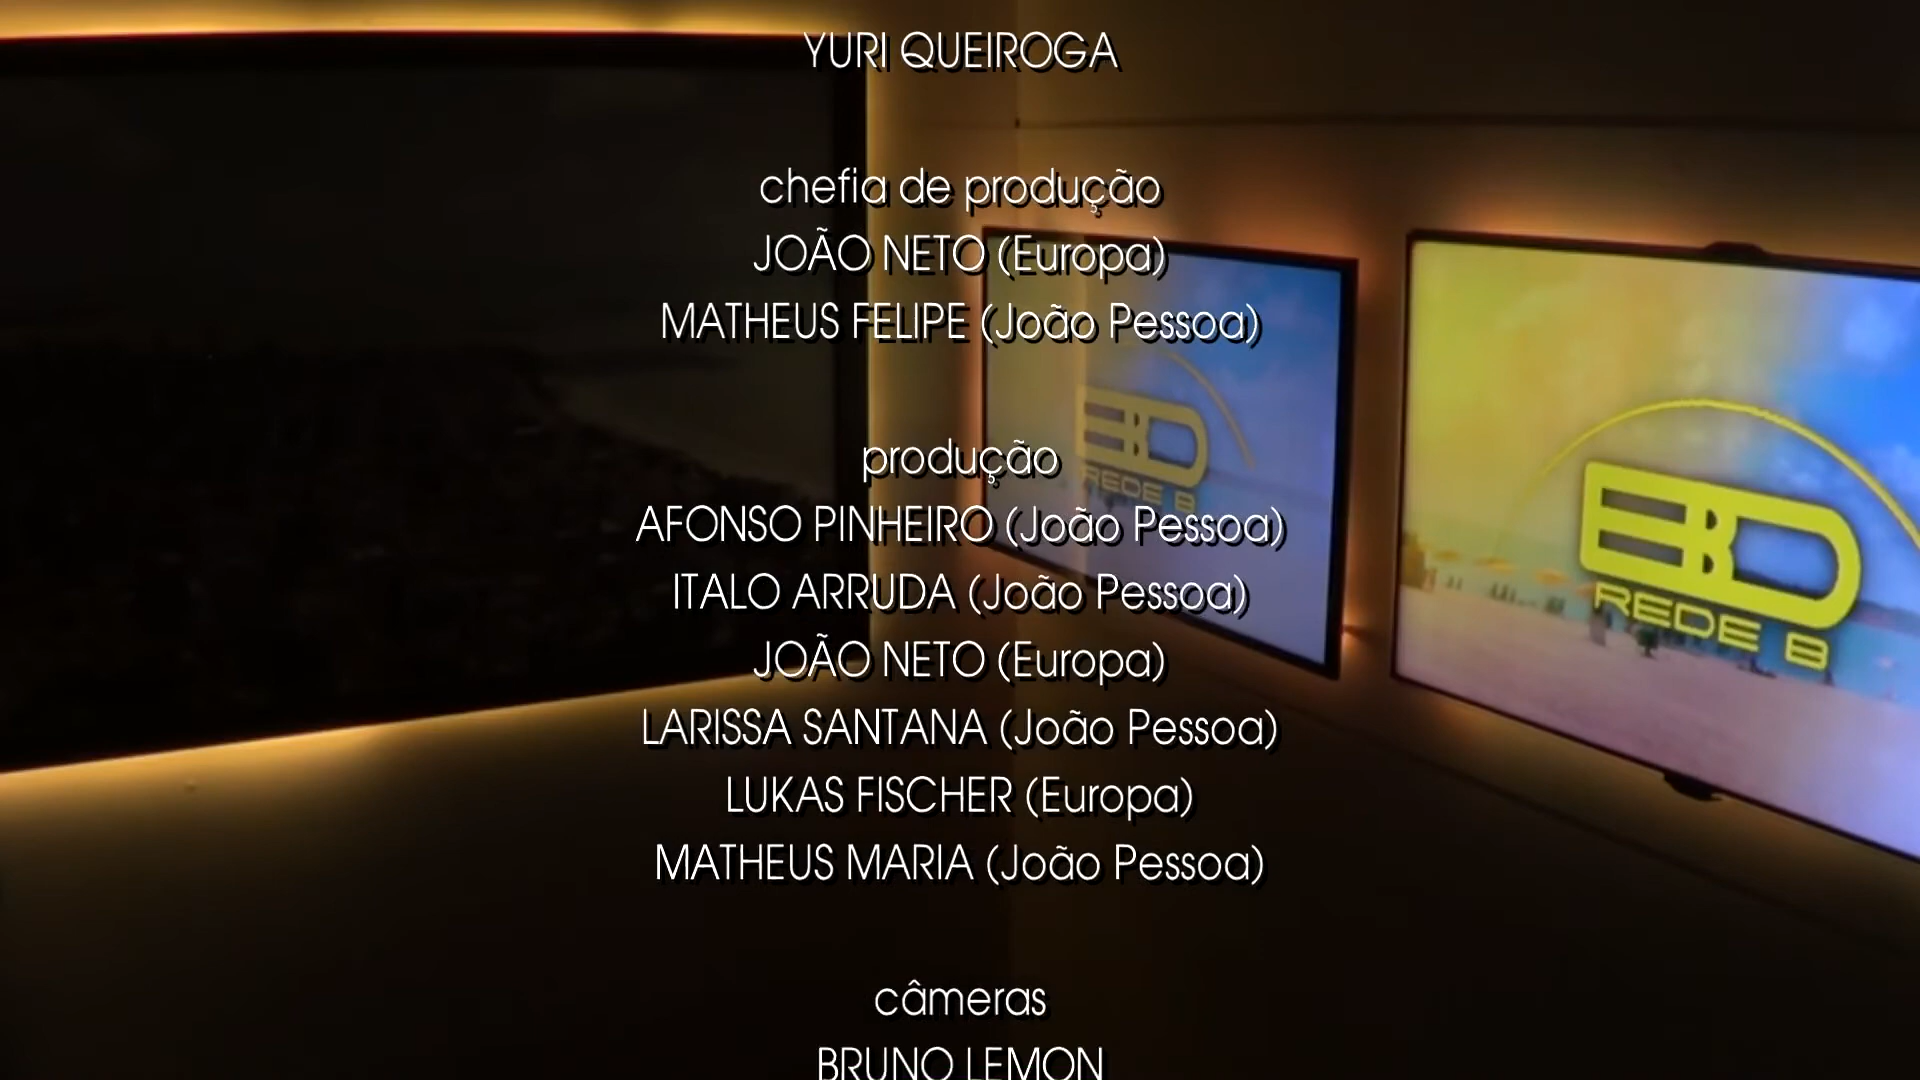 YURI QUEIROGA
chefia de produção
JOÃO NETO (Europa)
MATHEUS FELIPE (João Pessoa)
produção
AFONSO PINHEIRO (João Pessoa)
ITALO ARRUDA (João Pessoa)
JOÃO NETO (Europa)
LARISSA SANTANA (João Pessoa)
LUKAS FISCHER (Europa)
MATHEUS MARIA (João Pessoa)
câmeras
BRUNO LEMON
BD
REDE B
BD
REDE B